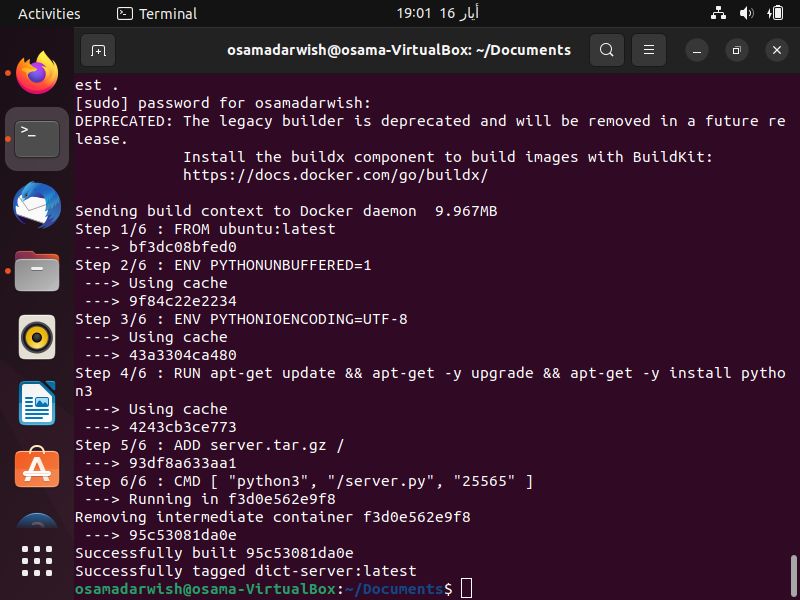 Activities
Terminal
19:01 16 أيار
osamadarwish@osama-VirtualBox: ~/Documents
est .
[sudo] password for osamadarwish:
DEPRECATED: The legacy builder is deprecated and will be removed in a future re
lease.
Install the buildx component to build images with BuildKit:
https://docs.docker.com/go/buildx/
Sending build context to Docker daemon  9.967MB
Step 1/6 : FROM ubuntu:latest
---> bf3dc08bfed0
Step 2/6 : ENV PYTHONUNBUFFERED=1
---> Using cache
---> 9f84c22e2234
Step 3/6 : ENV PYTHONIOENCODING=UTF-8
---> Using cache
---> 43a3304ca480
Step 4/6 : RUN apt-get update && apt-get -y upgrade && apt-get -y install pytho
n3
---> Using cache
---> 4243cb3ce773
Step 5/6 : ADD server.tar.gz /
---> 93df8a633aa1
Step 6/6 : CMD [ "python3", "/server.py", "25565" ]
---> Running in f3d0e562e9f8
Removing intermediate container f3d0e562e9f8
---> 95c53081da0e
Successfully built 95c53081da0e
Successfully tagged dict-server:latest
osamadarwish@osama-VirtualBox:~/Documents$